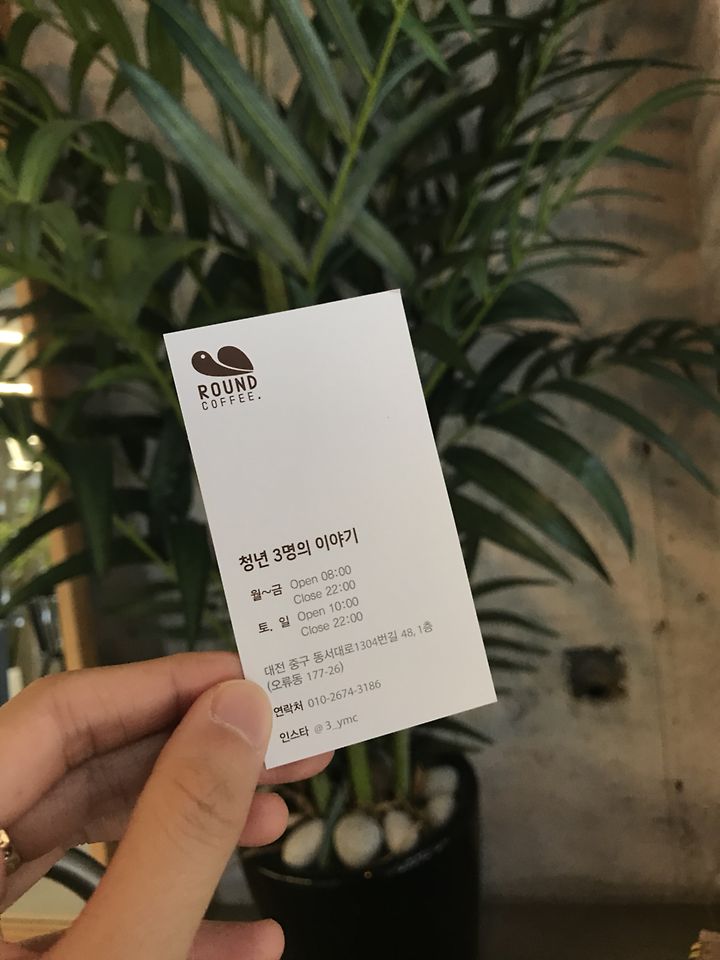 ROUND
COFFEE.
청년 3명의 이야기
월~금 Open 08:00
Close 22:00
토. 일 Open 10:00
Close 22:00
대전 중구 동서대로1304번길 48, 1층
(오류동 177-26)
연락처 010-2674-3186
인스타 @ 3_ymc